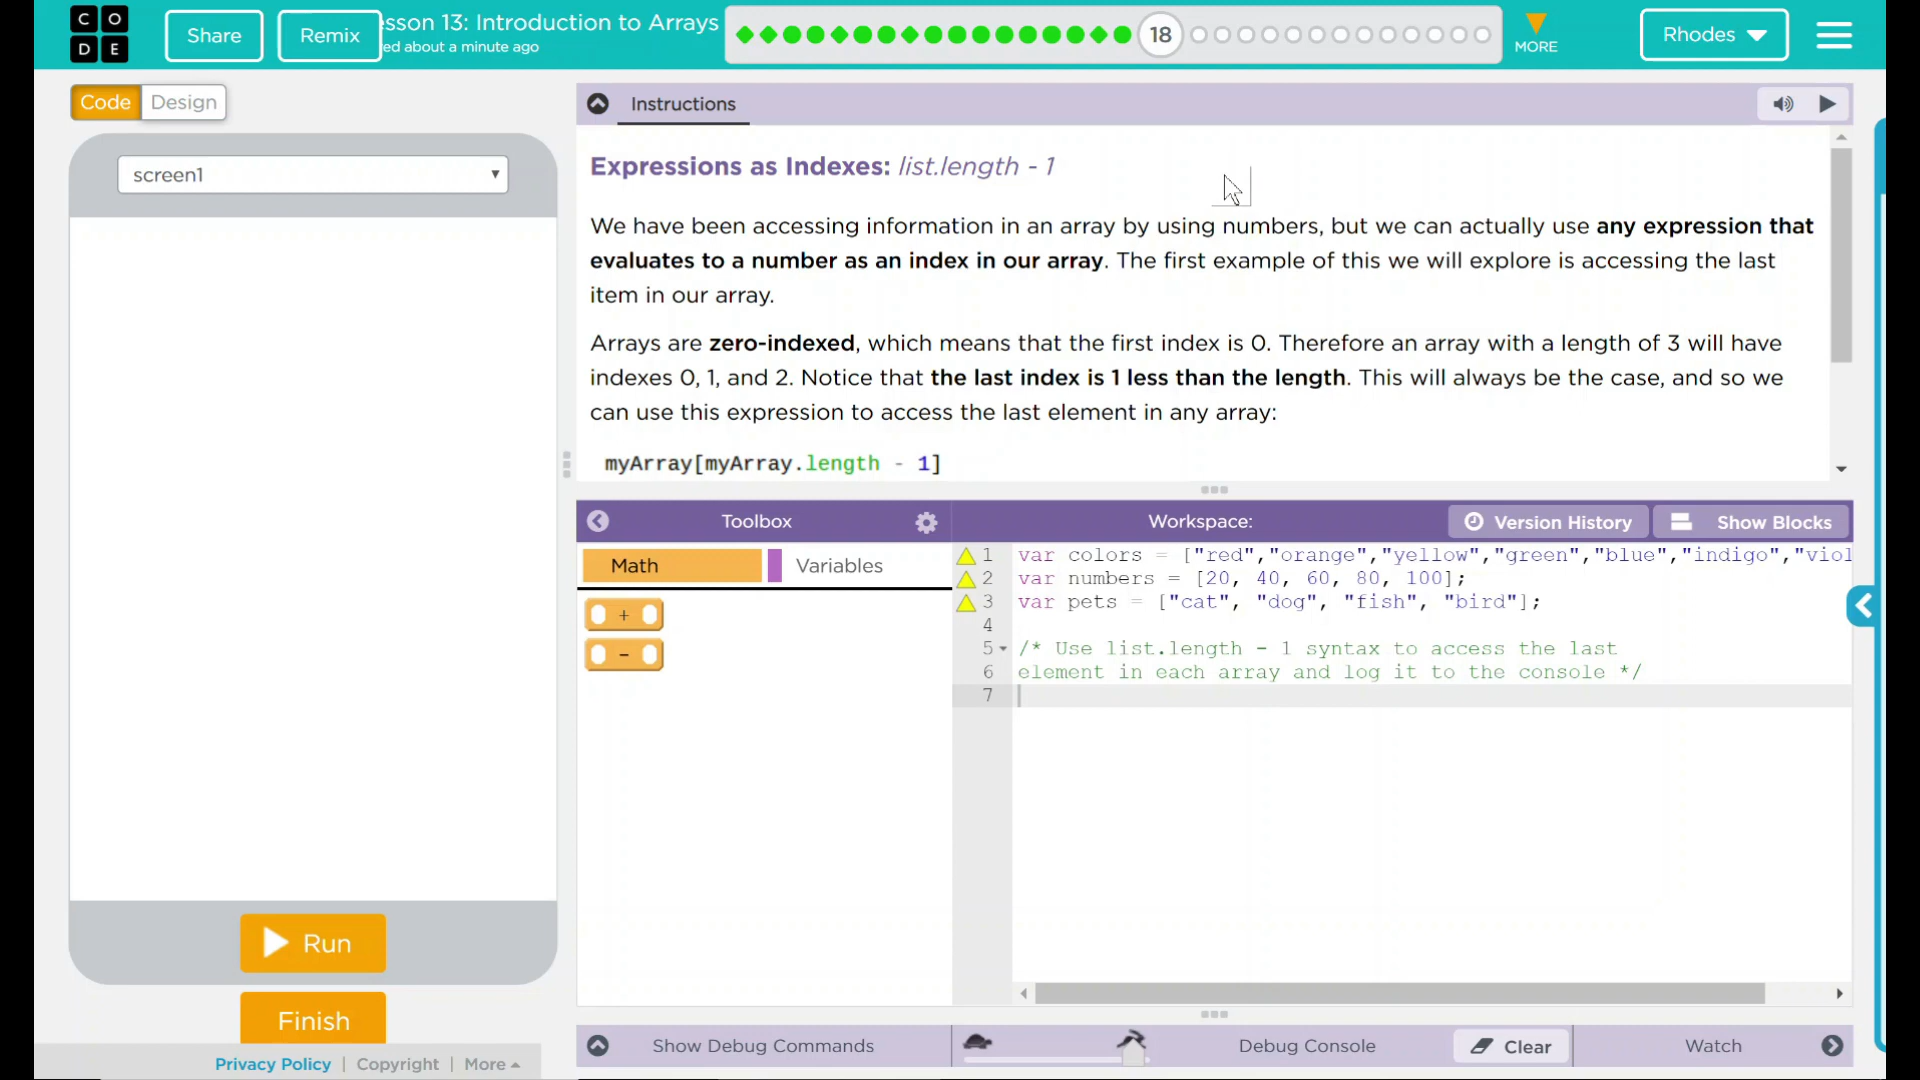 CODE
Share
Remix
esson 13: Introduction to Arrays
ed about a minute ago
18
MORE
Rhodes
Code
Design
screen1
Run
Finish
Privacy Policy | Copyright | More
Instructions
Expressions as Indexes: list.length - 1
We have been accessing information in an array by using numbers, but we can actually use any expression that
evaluates to a number as an index in our array. The first example of this we will explore is accessing the last
item in our array.
Arrays are zero-indexed, which means that the first index is 0. Therefore an array with a length of 3 will have
indexes 0, 1, and 2. Notice that the last index is 1 less than the length. This will always be the case, and so we
can use this expression to access the last element in any array:
myArray[myArray.length - 1]
Toolbox
Math
Variables
+
-
Workspace:
Version History
Show Blocks
1 var colors = ["red","orange","yellow","green","blue","indigo","viol
2 var numbers = [20, 40, 60, 80, 100];
3 var pets = ["cat", "dog", "fish", "bird"];
4
5 /* Use list.length - 1 syntax to access the last
6 element in each array and log it to the console */
7
Show Debug Commands
Debug Console
Clear
Watch